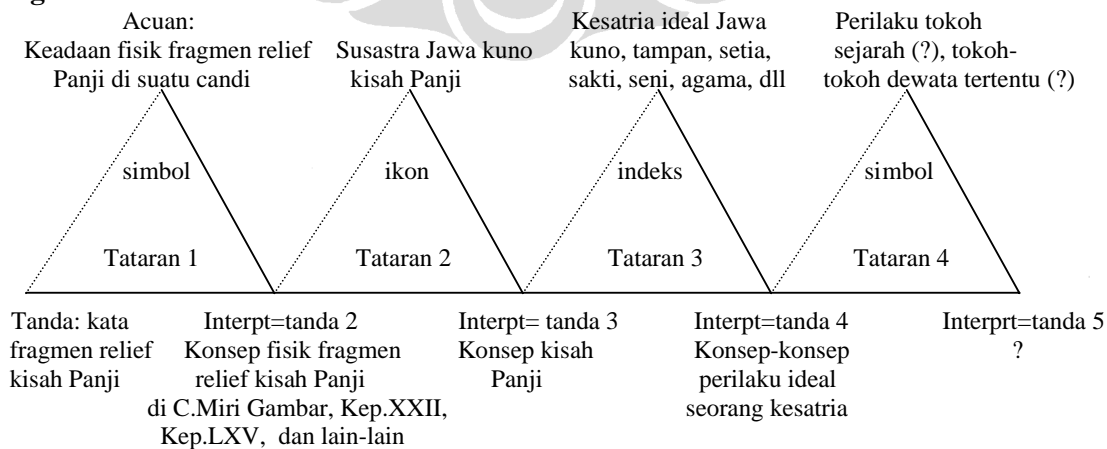 Acuan:
Keadaan fisik fragmen relief
Panji di suatu candi
Susastra Jawa kuno
kisah Panji
Kesatria ideal Jawa
kuno, tampan, setia,
sakti, seni, agama, dll
Perilaku tokoh
sejarah (?), tokoh-
tokoh dewata tertentu (?)
simbol
ikon
indeks
simbol
Tataran 1
Tataran 2
Tataran 3
Tataran 4
Tanda: kata
fragmen relief
kisah Panji
Interpt=tanda 2
Konsep fisik fragmen
relief kisah Panji
di C.Miri Gambar, Kep.XXII,
Kep.LXV, dan lain-lain
Interpt= tanda 3
Konsep kisah
Panji
Interpt=tanda 4
Konsep-konsep
perilaku ideal
seorang kesatria
Interprt=tanda 5
?